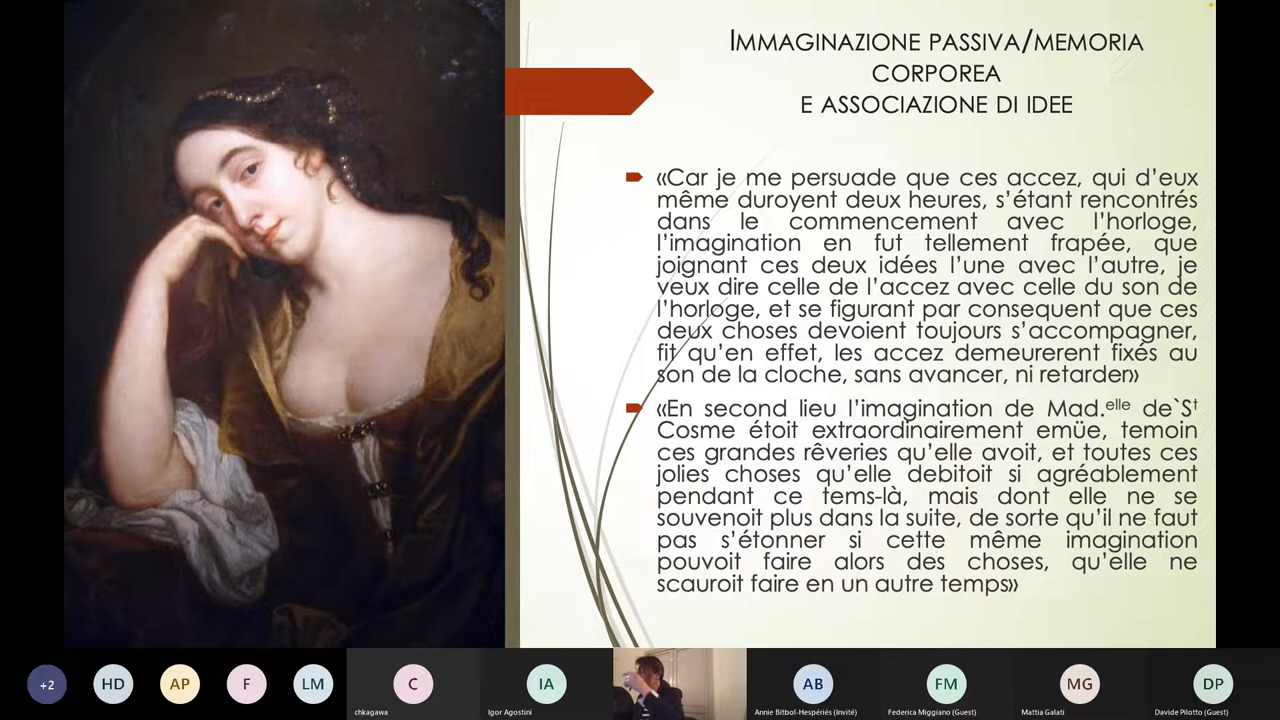 IMMAGINAZIONE PASSIVA/MEMORIA
CORPOREA
E ASSOCIAZIONE DI IDEE
«Car je me persuade que ces accez, qui d’eux
même duroyent deux heures, s’étant rencontrés
dans le commencement avec l’horloge,
l’imagination en fut tellement frapée, que
joignant ces deux idées l’une avec l’autre, je
veux dire celle de l’accez avec celle du son de
l’horloge, et se figurant par consequent que ces
deux choses devoient toujours s’accompagner,
fit qu’en effet, les accez demeurerent fixés au
son de la cloche, sans avancer, ni retarder»
«En second lieu l’imagination de Mad.elle de`St
Cosme étoit extraordinairement emüe, temoin
ces grandes rêveries qu’elle avoit, et toutes ces
jolies choses qu’elle debitoit si agréablement
pendant ce tems-là, mais dont elle ne se
souvenoit plus dans la suite, de sorte qu’il ne faut
pas s’étonner si cette même imagination
pouvoit faire alors des choses, qu’elle ne
scauroit faire en un autre temps»
+2 HD AP F LM C IA AB FM MG DP
chkagawa Igor Agostini Annie Bitbol-Hespériès (Invité) Federica Miggiano (Guest) Mattia Galati Davide Pilotto (Guest)